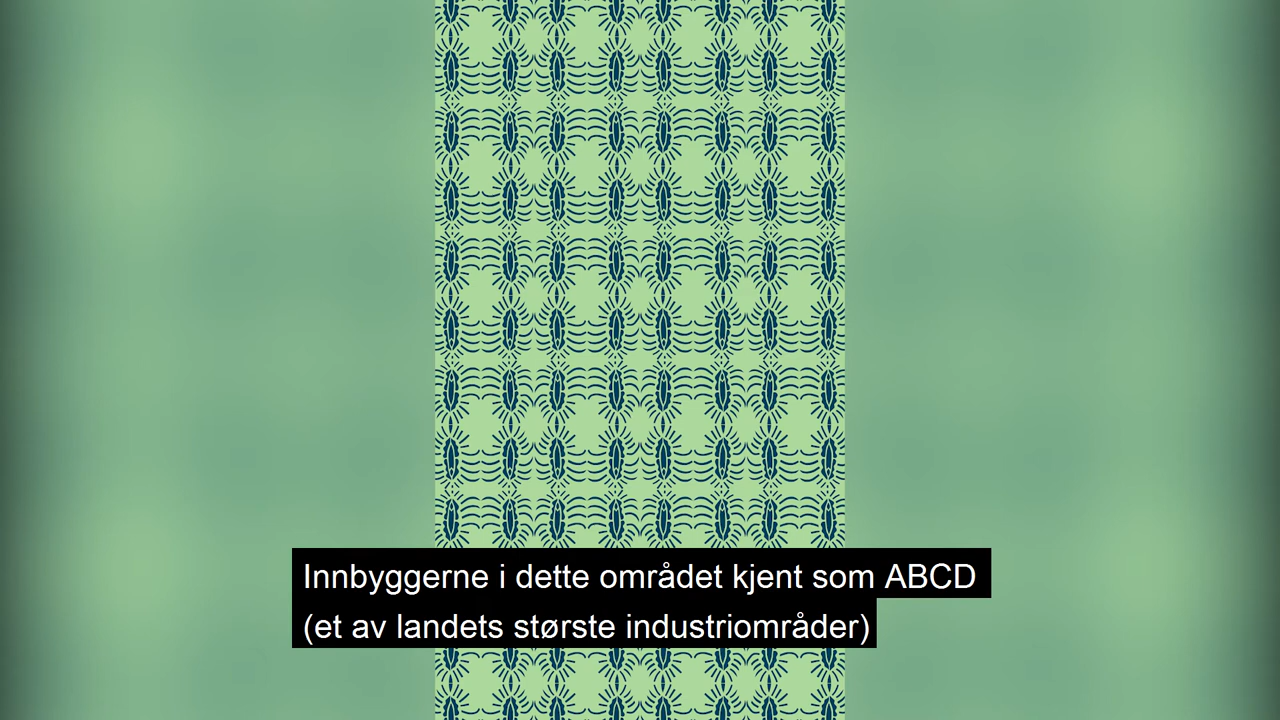 Innbyggerne i dette området kjent som ABCD
(et av landets største industriområder)